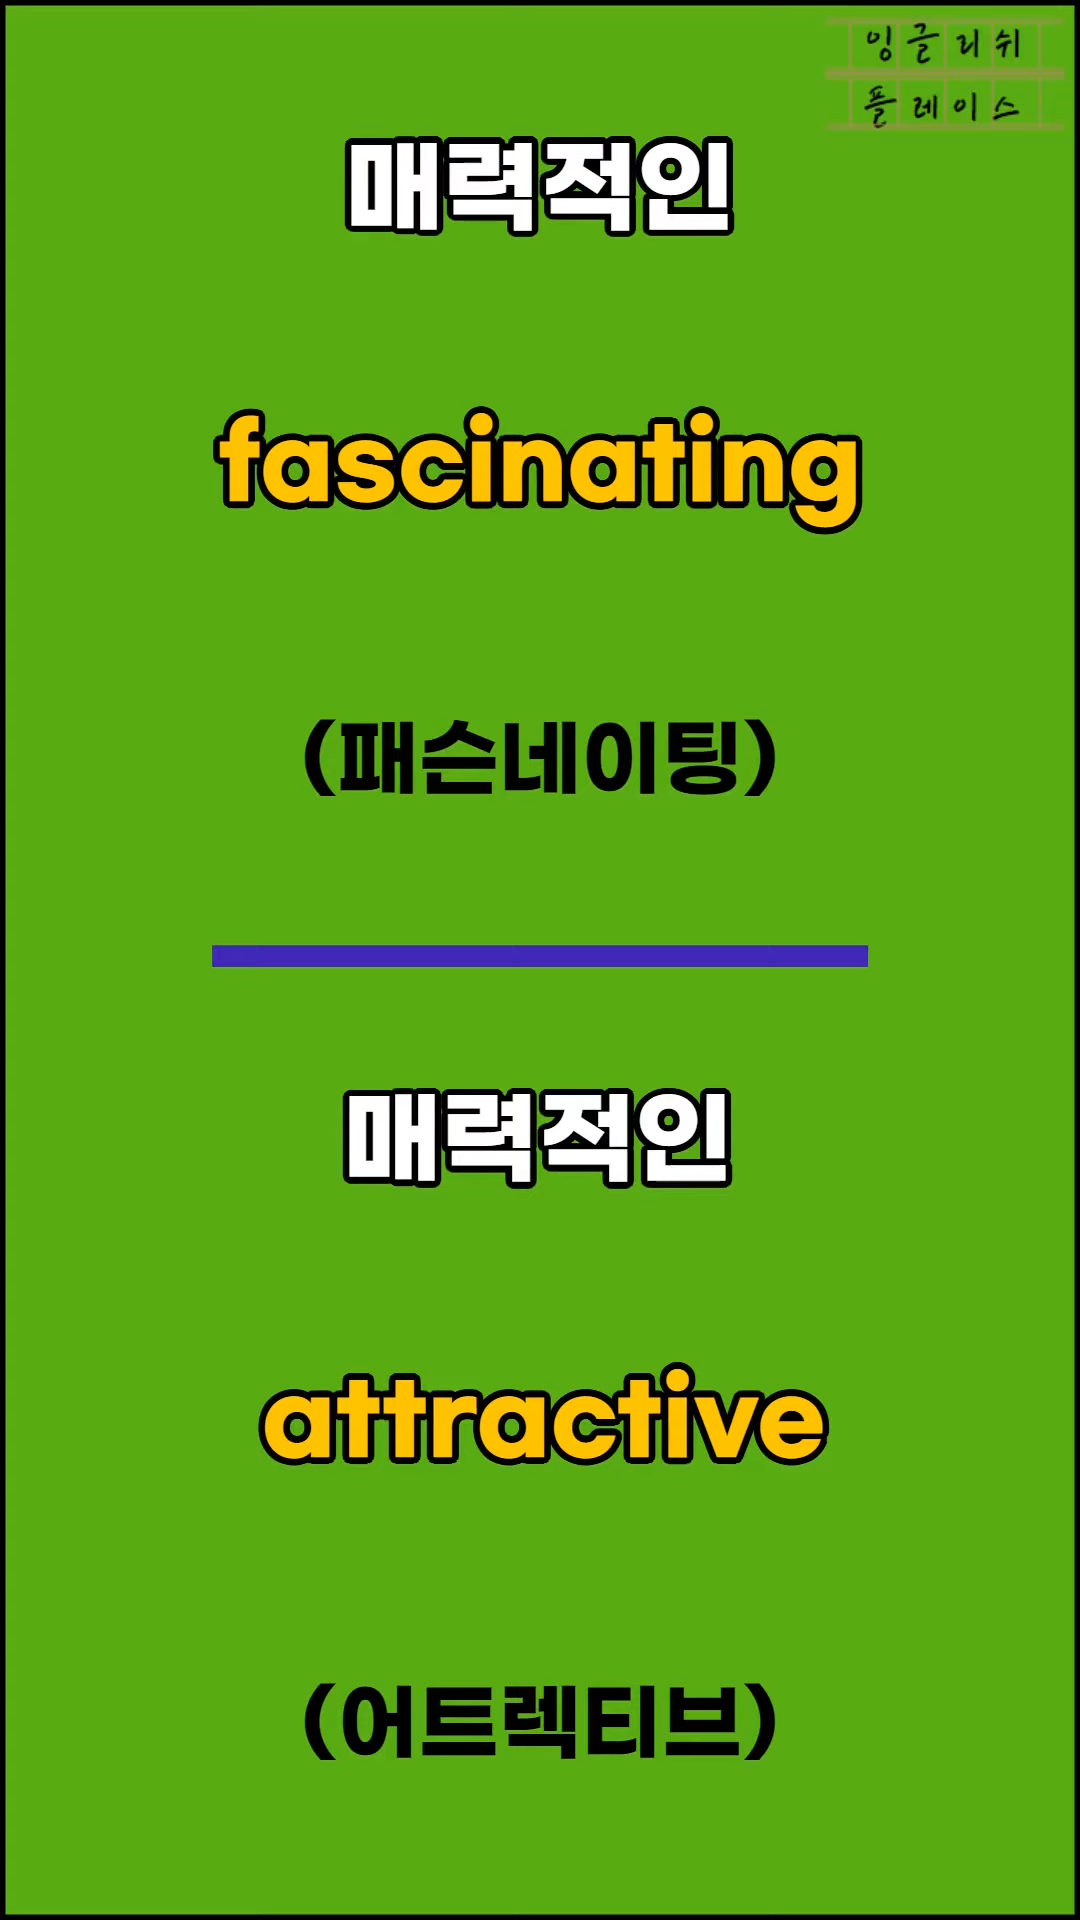 잉글리쉬
플레이스
매력적인
fascinating
(패슨네이팅)
매력적인
attractive
(어트렉티브)